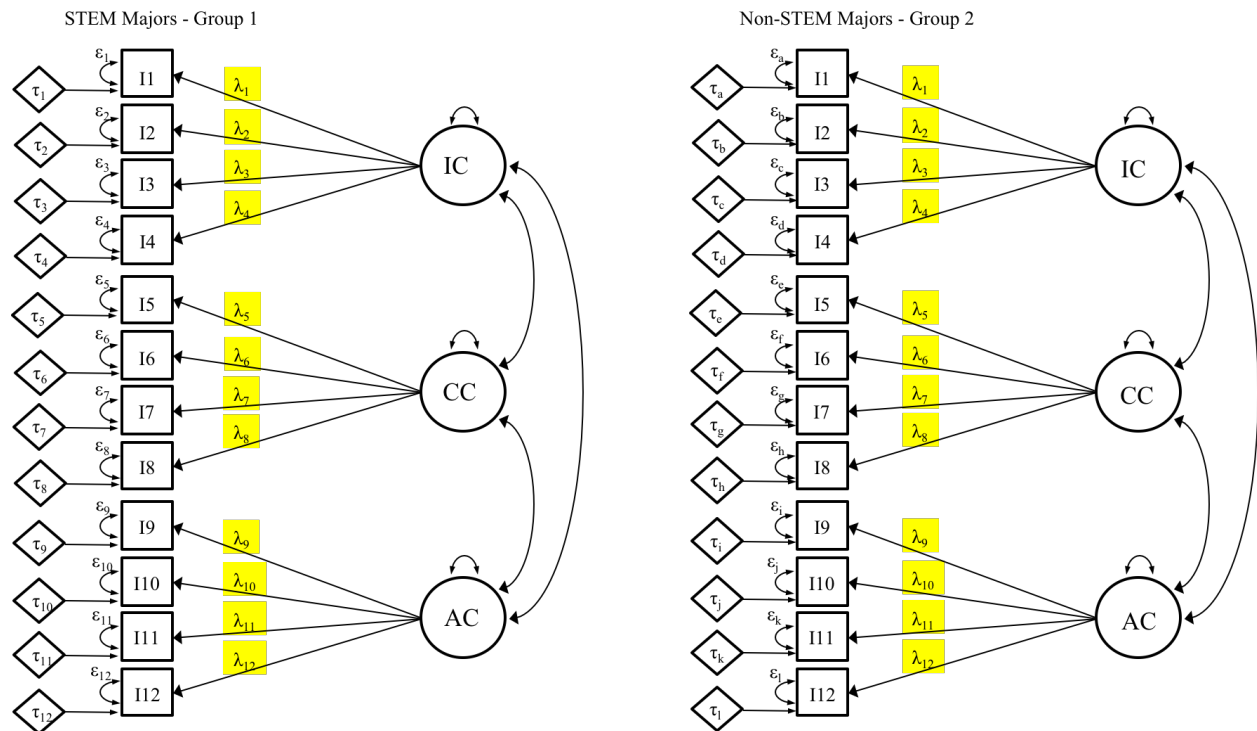 STEM Majors - Group 1
ε1
I1
τ1
λ1
ε2
I2
τ2
λ2
IC
ε3
I3
τ3
λ3
ε4
I4
τ4
λ4
ε5
I5
τ5
λ5
ε6
I6
τ6
λ6
CC
ε7
I7
τ7
λ7
ε8
I8
τ8
λ8
ε9
I9
τ9
λ9
ε10
I10
τ10
λ10
AC
ε11
I11
τ11
λ11
ε12
I12
τ12
λ12
Non-STEM Majors - Group 2
εa
I1
τa
λ1
εb
I2
τb
λ2
IC
εc
I3
τc
λ3
εd
I4
τd
λ4
εe
I5
τe
λ5
εf
I6
τf
λ6
CC
εg
I7
τg
λ7
εh
I8
τh
λ8
εi
I9
τi
λ9
εj
I10
τj
λ10
AC
εk
I11
τk
λ11
εl
I12
τl
λ12